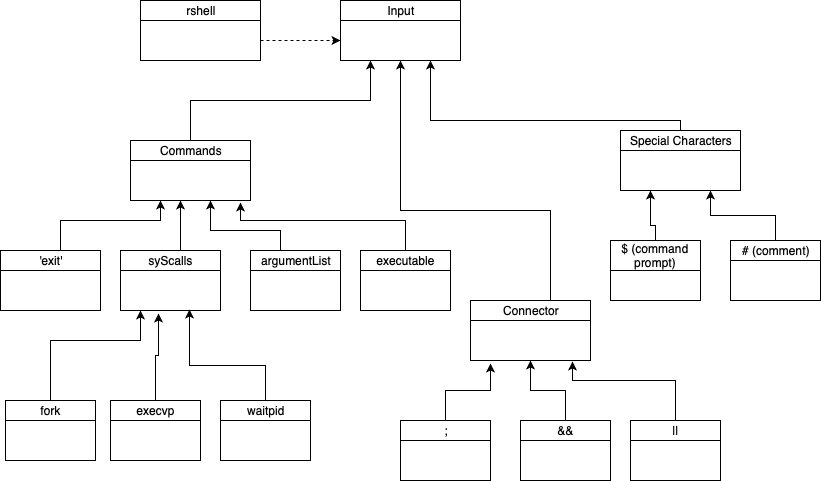 rshell
Input
Commands
Special Characters
'exit'
syScalls
argumentList
executable
$ (command
prompt)
# (comment)
Connector
fork
execvp
waitpid
;
&&
||